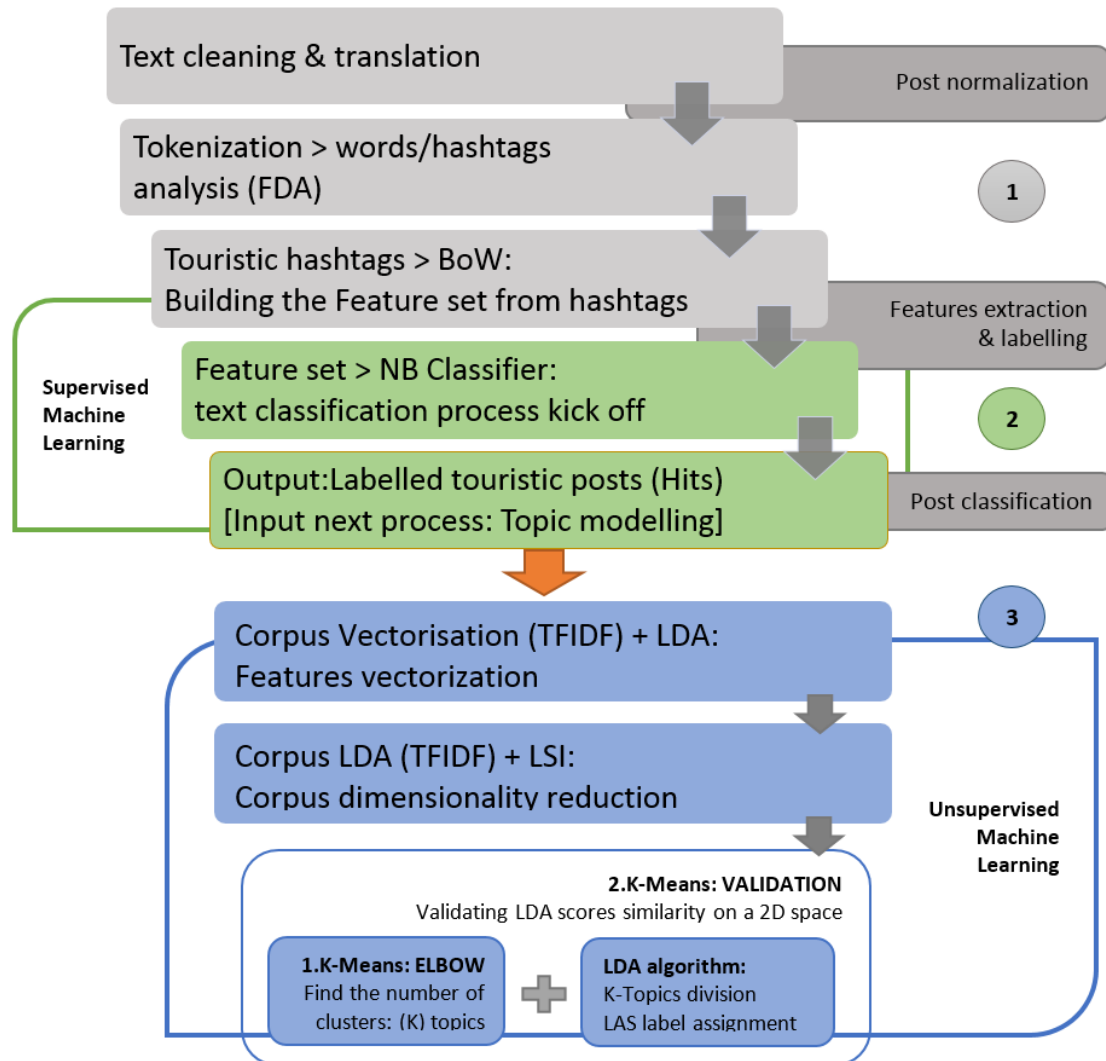 Text cleaning & translation
Post normalization
Tokenization > words/hashtags
analysis (FDA)
1
Touristic hashtags > BoW:
Building the Feature set from hashtags
Features extraction
& labelling
Supervised
Machine
Learning
Feature set > NB Classifier:
text classification process kick off
2
Output:Labelled touristic posts (Hits)
[Input next process: Topic modelling]
Post classification
3
Corpus Vectorisation (TFIDF) + LDA:
Features vectorization
Corpus LDA (TFIDF) + LSI:
Corpus dimensionality reduction
Unsupervised
Machine
Learning
2.K-Means: VALIDATION
Validating LDA scores similarity on a 2D space
1.K-Means: ELBOW
Find the number of
clusters: (K) topics
LDA algorithm:
K-Topics division
LAS label assignment